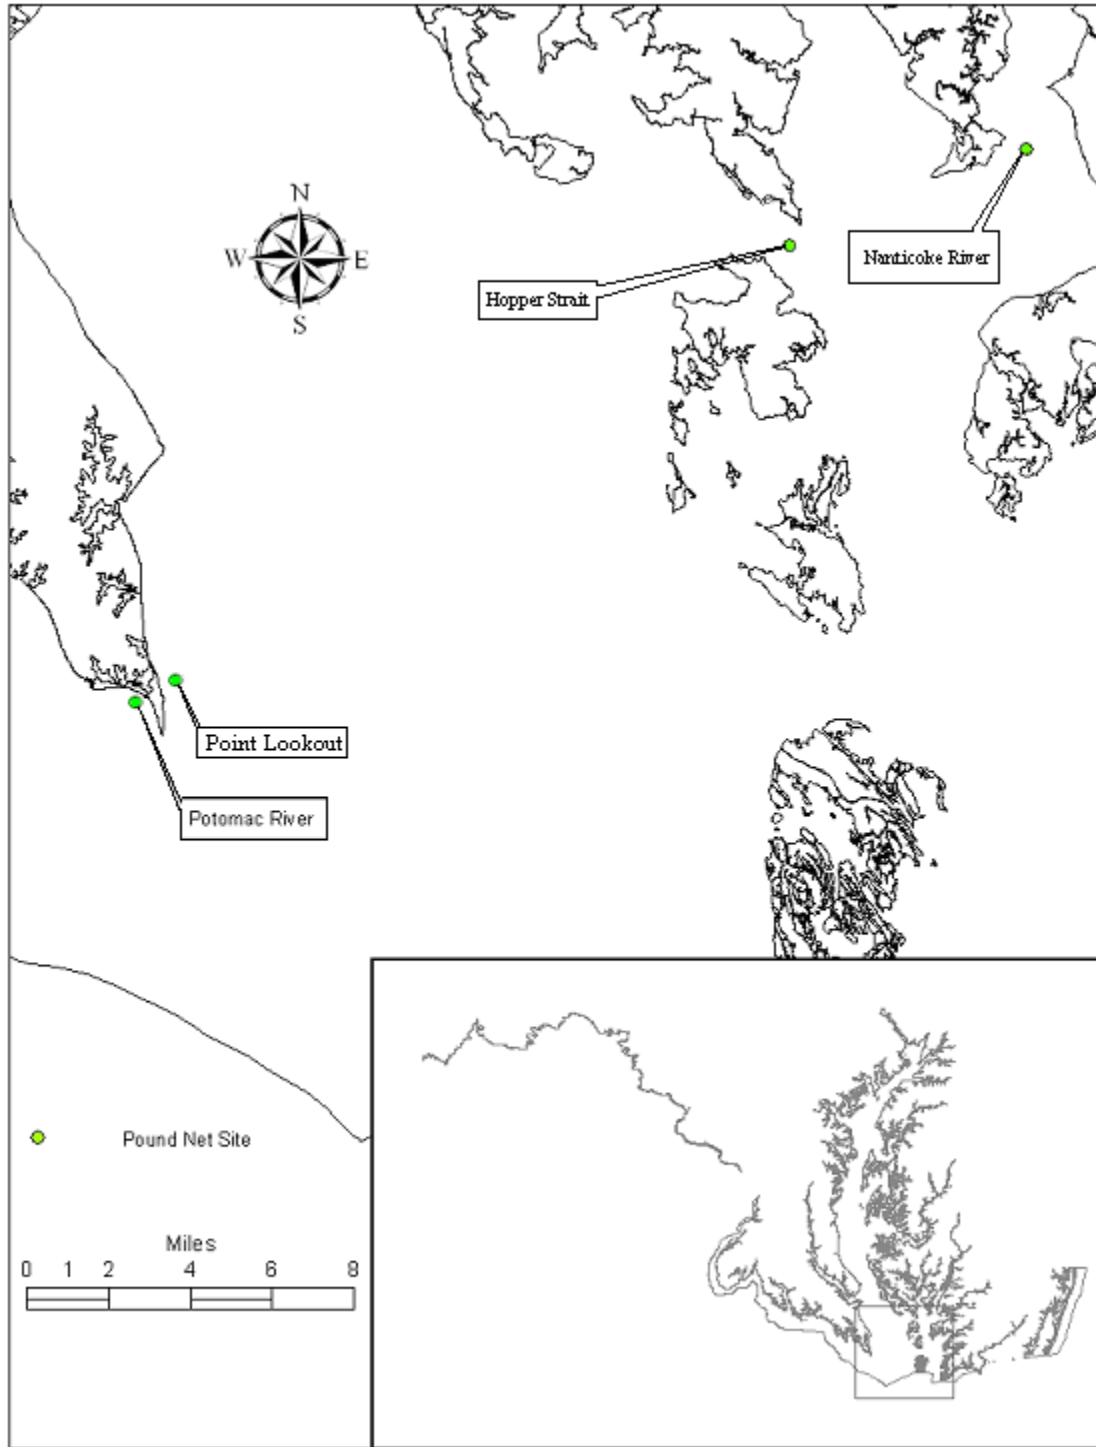 N
W E
S
Nanticoke River
Hopper Strait
Point Lookout
Potomac River
Pound Net Site
Miles
0 1 2 4 6 8